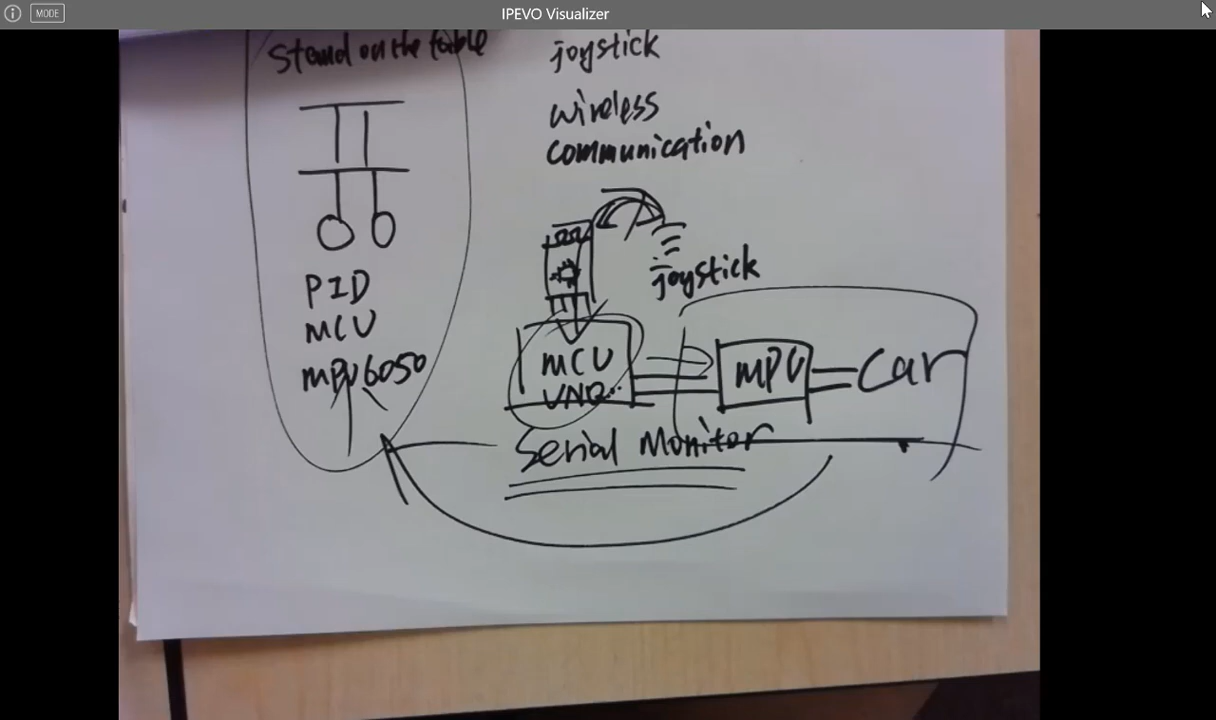 MODE
IPEVO Visualizer
Stand on the table
PID
MCU
MPU6050
joystick
wireless
communication
joystick
MCU
MPU
Car
Serial Monitor